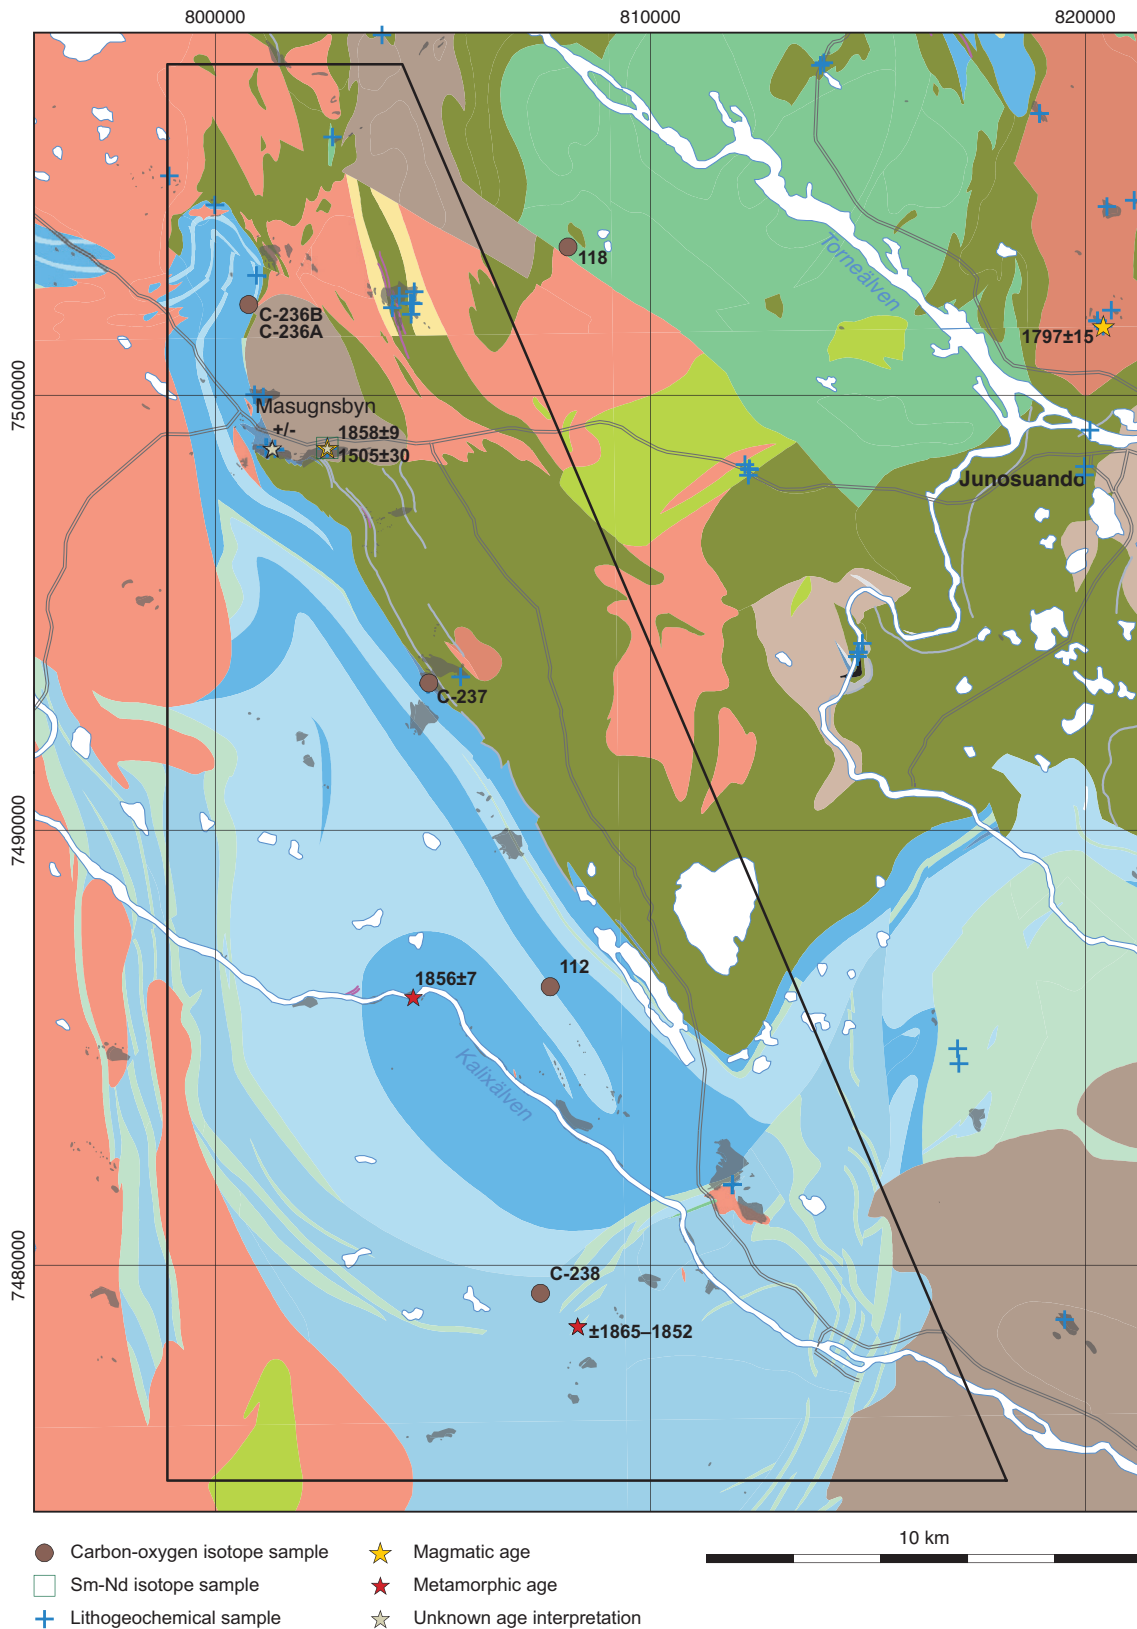 800000
810000
820000
118
Torneälven
C-236B
C-236A
1797±15
7500000
Masugnsbyn
+/-
1858±9
1505±30
Junosuando
C-237
7490000
112
1856±7
Kalixälven
7480000
C-238
±1865–1852
10 km
Carbon-oxygen isotope sample
Magmatic age
Sm-Nd isotope sample
Metamorphic age
Lithogeochemical sample
Unknown age interpretation